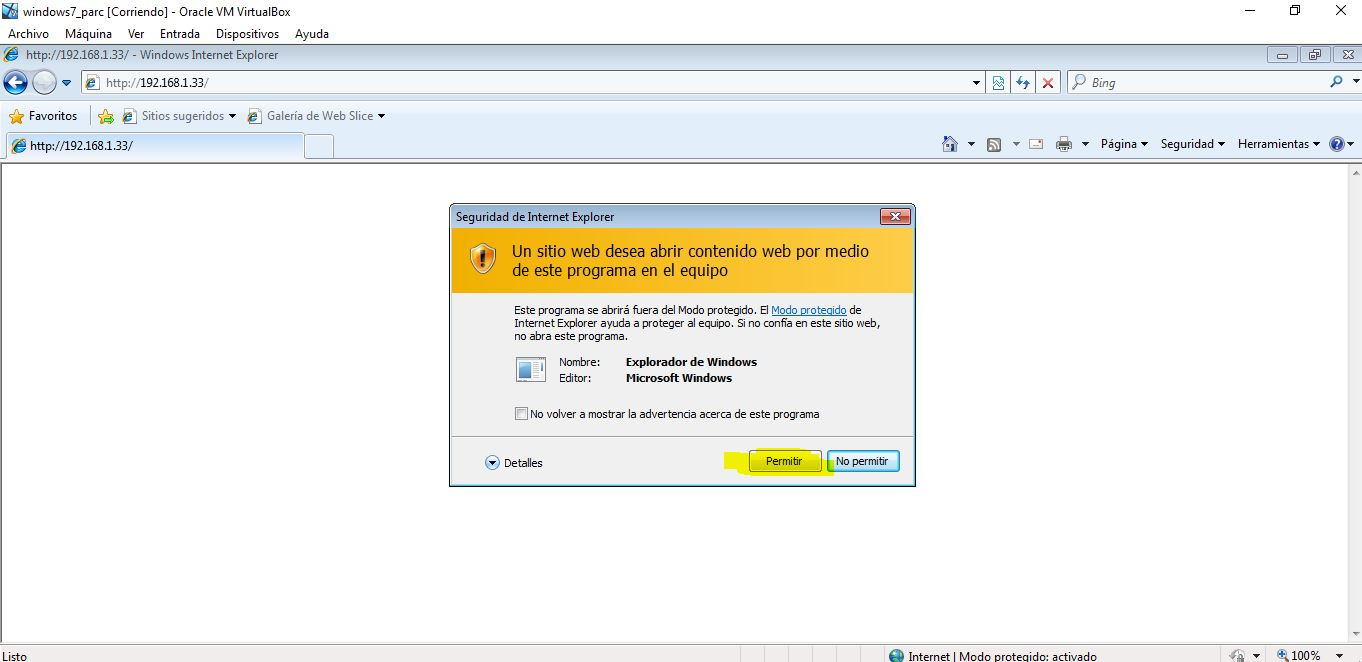 windows7_parc [Corriendo] - Oracle VM VirtualBox
Archivo Máquina Ver Entrada Dispositivos Ayuda
http://192.168.1.33/ - Windows Internet Explorer
http://192.168.1.33/ Bing
Favoritos Sitios sugeridos Galería de Web Slice
http://192.168.1.33/ Página Seguridad Herramientas
Seguridad de Internet Explorer
Un sitio web desea abrir contenido web por medio
de este programa en el equipo
Este programa se abrirá fuera del Modo protegido. El Modo protegido de
Internet Explorer ayuda a proteger al equipo. Si no confía en este sitio web,
no abra este programa.
Nombre: Explorador de Windows
Editor: Microsoft Windows
No volver a mostrar la advertencia acerca de este programa
Detalles Permitir No permitir
Listo Internet | Modo protegido: activado 100%